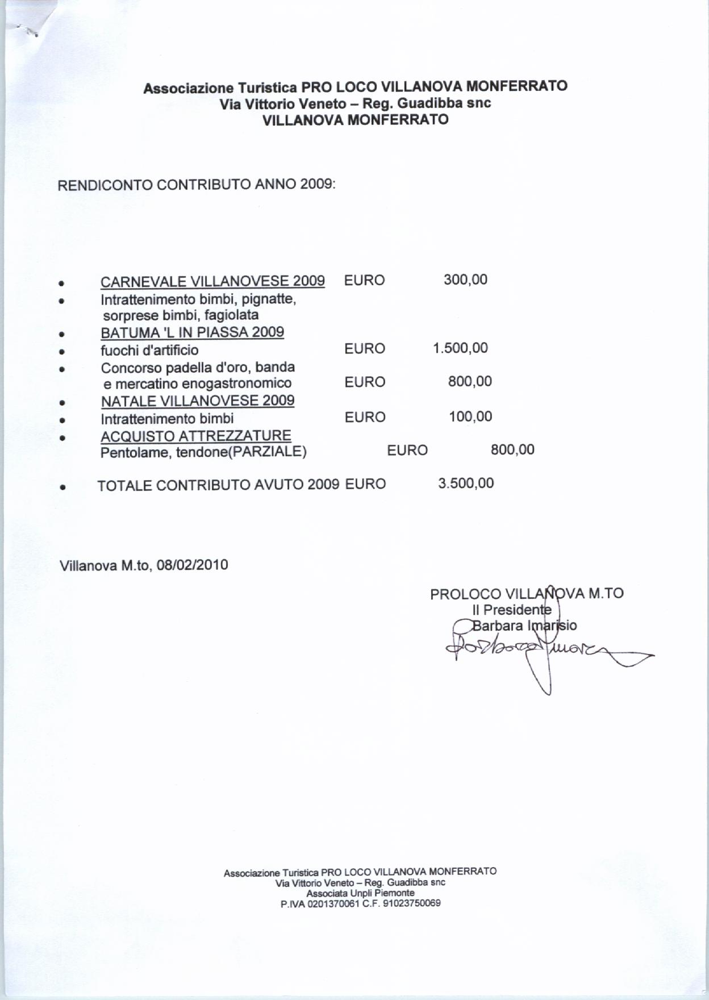 Associazione Turistica PRO LOCO VILLANOVA MONFERRATO
Via Vittorio Veneto – Reg. Guadibba snc
VILLANOVA MONFERRATO
RENDICONTO CONTRIBUTO ANNO 2009:
• CARNEVALE VILLANOVESE 2009 EURO 300,00
• Intrattenimento bimbi, pignatte,
sorprese bimbi, fagiolata
• BATUMA 'L IN PIASSA 2009
• fuochi d'artificio EURO 1.500,00
• Concorso padella d'oro, banda
e mercatino enogastronomico EURO 800,00
• NATALE VILLANOVESE 2009
• Intrattenimento bimbi EURO 100,00
• ACQUISTO ATTREZZATURE
Pentolame, tendone(PARZIALE) EURO 800,00
• TOTALE CONTRIBUTO AVUTO 2009 EURO 3.500,00
Villanova M.to, 08/02/2010
PROLOCO VILLANOVA M.TO
Il Presidente
Barbara Imarisio
Associazione Turistica PRO LOCO VILLANOVA MONFERRATO
Via Vittorio Veneto – Reg. Guadibba snc
Associata Unpli Piemonte
P.IVA 0201370061 C.F. 91023750069